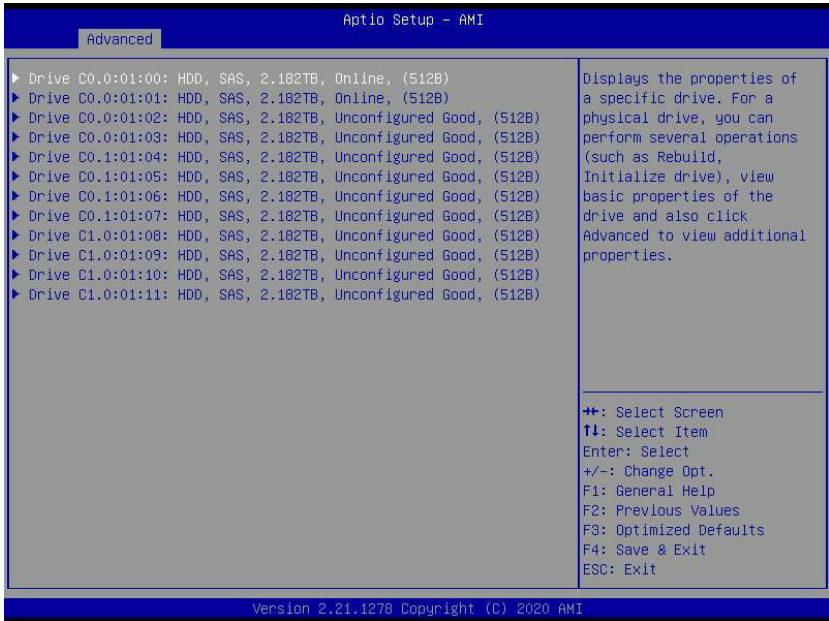 Aptio Setup – AMI
Advanced
▶ Drive C0.0:01:00: HDD, SAS, 2.182TB, Online, (512B)
▶ Drive C0.0:01:01: HDD, SAS, 2.182TB, Online, (512B)
▶ Drive C0.0:01:02: HDD, SAS, 2.182TB, Unconfigured Good, (512B)
▶ Drive C0.0:01:03: HDD, SAS, 2.182TB, Unconfigured Good, (512B)
▶ Drive C0.1:01:04: HDD, SAS, 2.182TB, Unconfigured Good, (512B)
▶ Drive C0.1:01:05: HDD, SAS, 2.182TB, Unconfigured Good, (512B)
▶ Drive C0.1:01:06: HDD, SAS, 2.182TB, Unconfigured Good, (512B)
▶ Drive C0.1:01:07: HDD, SAS, 2.182TB, Unconfigured Good, (512B)
▶ Drive C1.0:01:08: HDD, SAS, 2.182TB, Unconfigured Good, (512B)
▶ Drive C1.0:01:09: HDD, SAS, 2.182TB, Unconfigured Good, (512B)
▶ Drive C1.0:01:10: HDD, SAS, 2.182TB, Unconfigured Good, (512B)
▶ Drive C1.0:01:11: HDD, SAS, 2.182TB, Unconfigured Good, (512B)
Displays the properties of
a specific drive. For a
physical drive, you can
perform several operations
(such as Rebuild,
Initialize drive), view
basic properties of the
drive and also click
Advanced to view additional
properties.
→←: Select Screen
↑↓: Select Item
Enter: Select
+/-: Change Opt.
F1: General Help
F2: Previous Values
F3: Optimized Defaults
F4: Save & Exit
ESC: Exit
Version 2.21.1278 Copyright (C) 2020 AMI